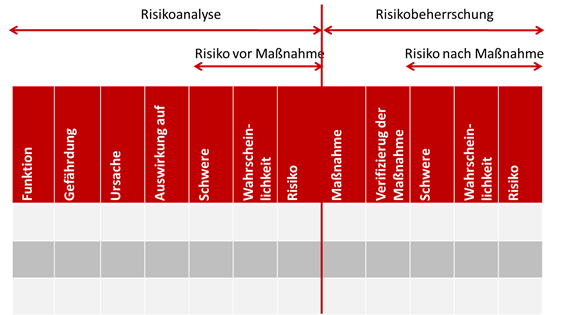 Risikoanalyse
Risikobeherrschung
Risiko vor Maßnahme
Risiko nach Maßnahme
Funktion
Gefährdung
Ursache
Auswirkung auf
Schwere
Wahrschein-
lichkeit
Risiko
Maßnahme
Verifizierug der
Maßnahme
Schwere
Wahrschein-
lichkeit
Risiko